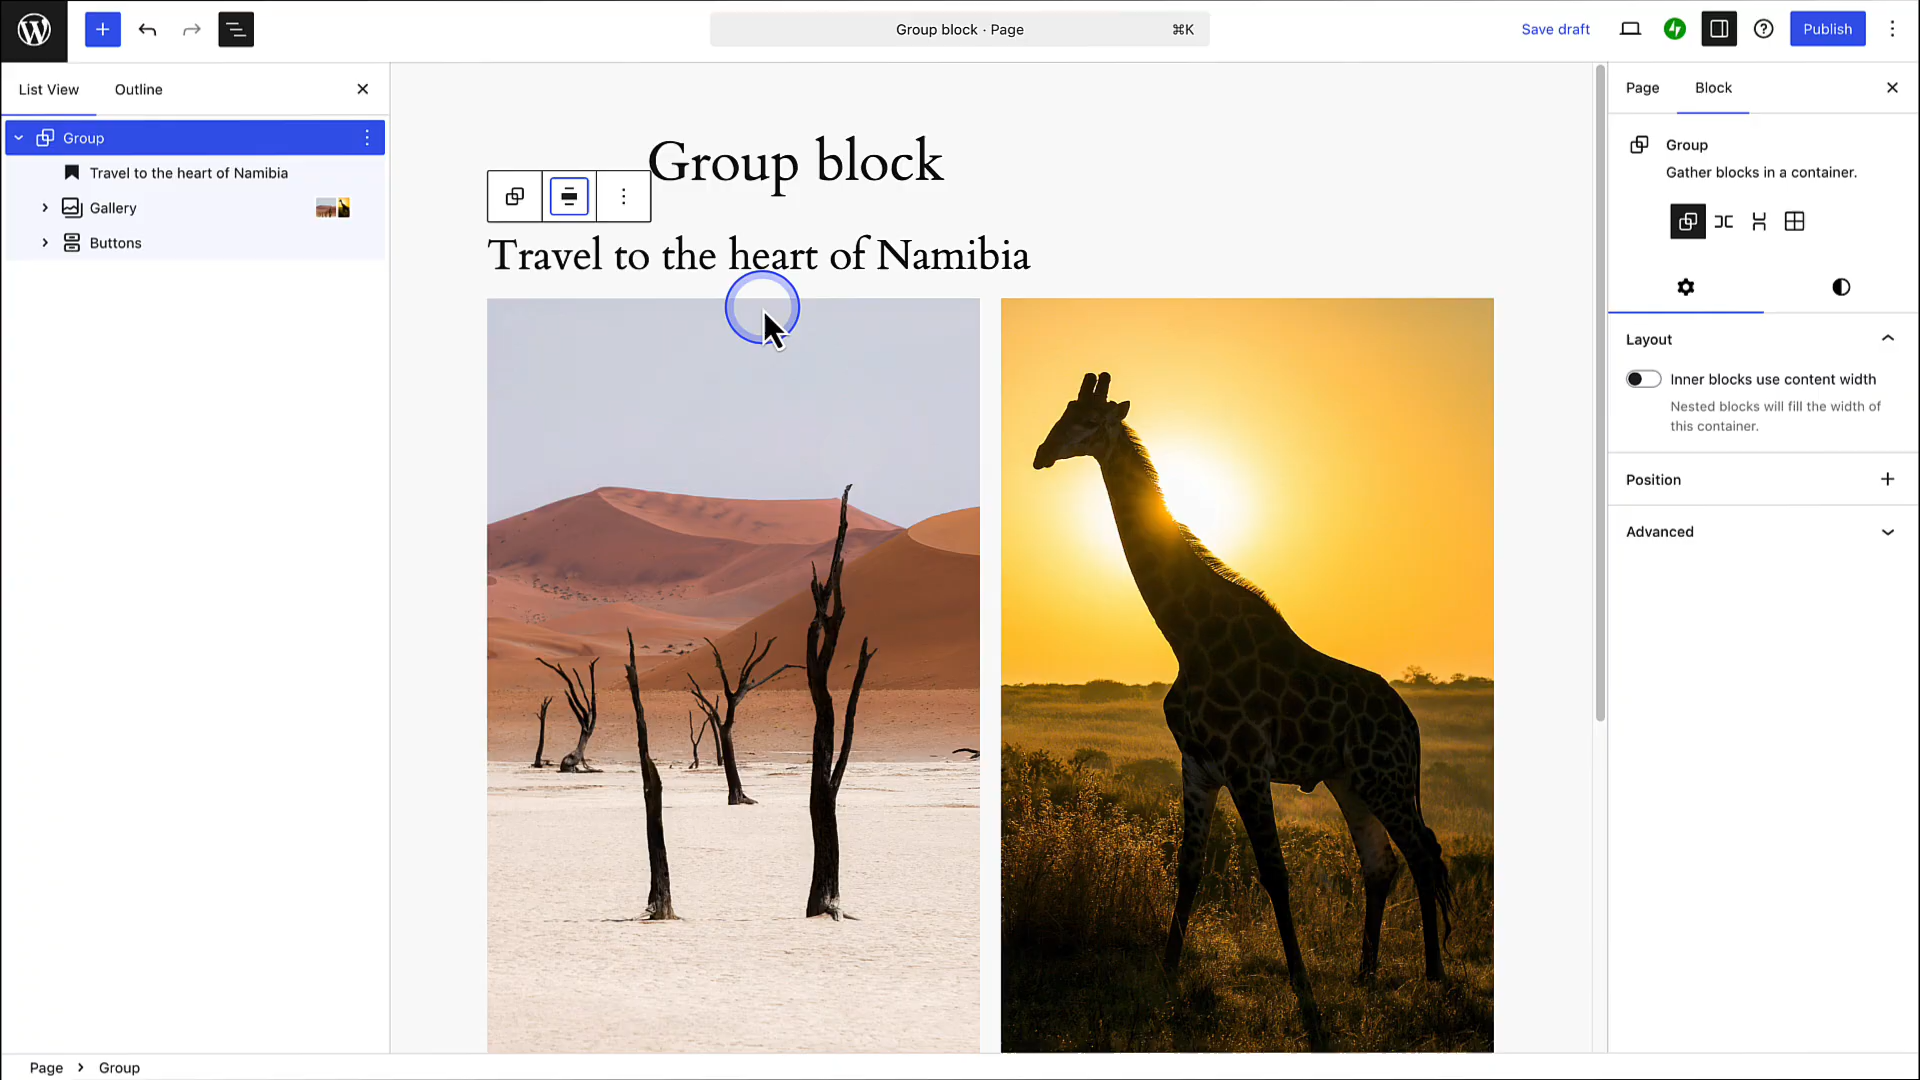 Group block · Page
⌘K
Save draft
Publish
List View
Outline
Group
Travel to the heart of Namibia
Gallery
Buttons
Group block
Travel to the heart of Namibia
Page
Block
Group
Gather blocks in a container.
Layout
Inner blocks use content width
Nested blocks will fill the width of
this container.
Position
Advanced
Page
Group